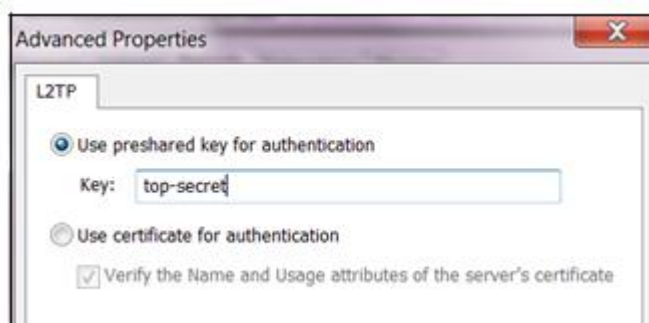 Advanced Properties
L2TP
Use preshared key for authentication
Key: top-secret
Use certificate for authentication
Verify the Name and Usage attributes of the server's certificate